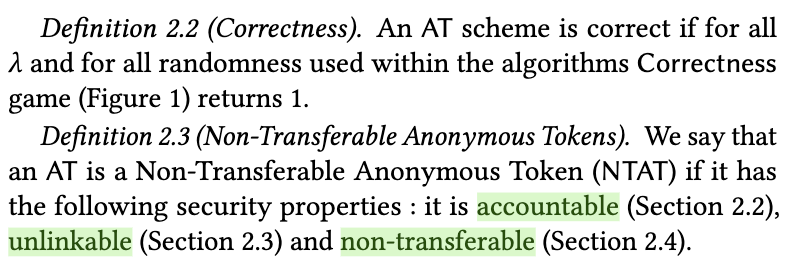 Definition 2.2 (Correctness). An AT scheme is correct if for all
λ and for all randomness used within the algorithms Correctness
game (Figure 1) returns 1.
Definition 2.3 (Non-Transferable Anonymous Tokens). We say that
an AT is a Non-Transferable Anonymous Token (NTAT) if it has
the following security properties : it is accountable (Section 2.2),
unlinkable (Section 2.3) and non-transferable (Section 2.4).